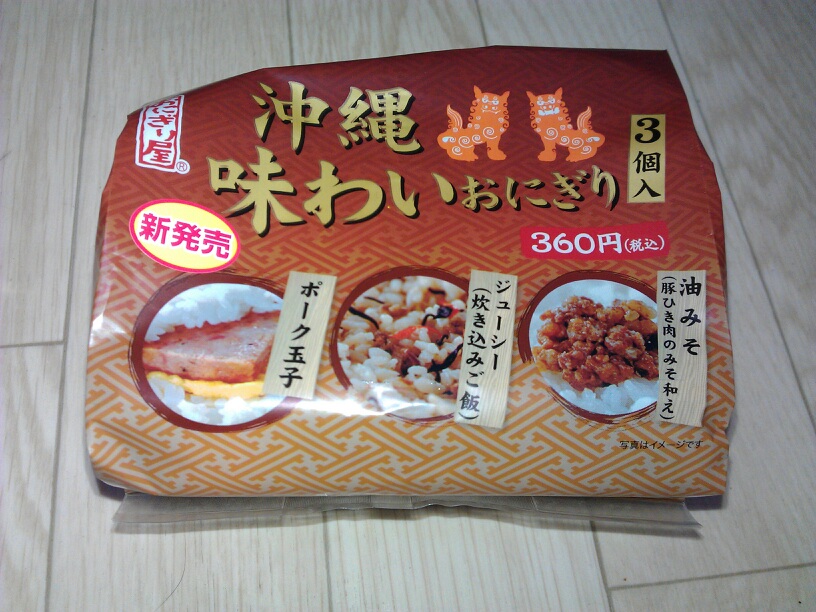 おにぎり屋®
沖縄
味わいおにぎり
3個入
新発売
360円(税込)
ポーク玉子
ジューシー
(炊き込みご飯)
油みそ
(豚ひき肉のみそ和え)
写真はイメージです